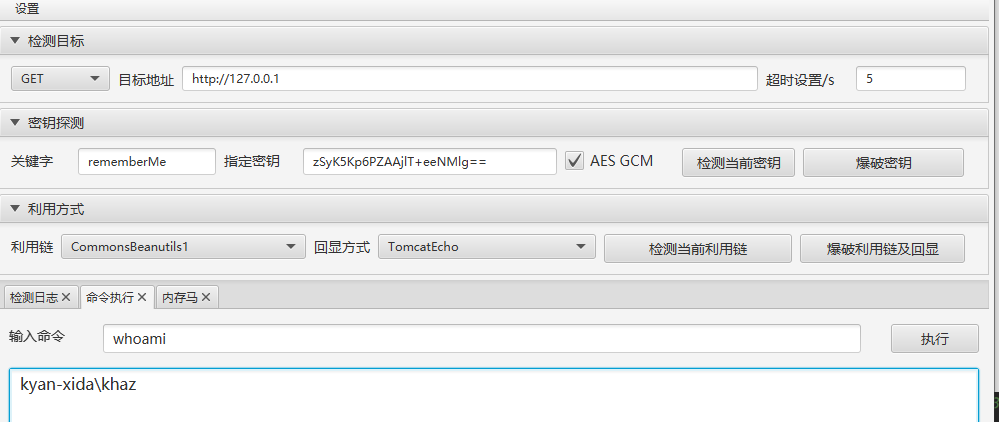 设置
检测目标
GET 目标地址 http://127.0.0.1 超时设置/s 5
密钥探测
关键字 rememberMe 指定密钥 zSyK5Kp6PZAAjlT+eeNMlg== AES GCM 检测当前密钥 爆破密钥
利用方式
利用链 CommonsBeanutils1 回显方式 TomcatEcho 检测当前利用链 爆破利用链及回显
检测日志 命令执行 内存马
输入命令 whoami 执行
kyan-xida\khaz